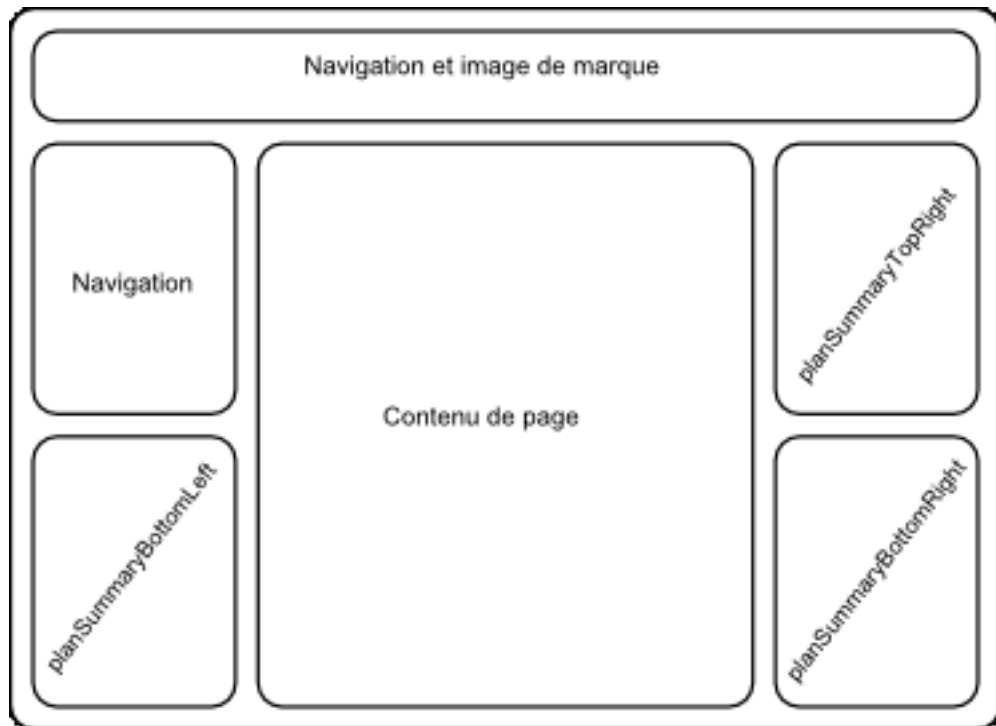 Navigation et image de marque
Navigation
planSummaryTopRight
Contenu de page
planSummaryBottomLeft
planSummaryBottomRight